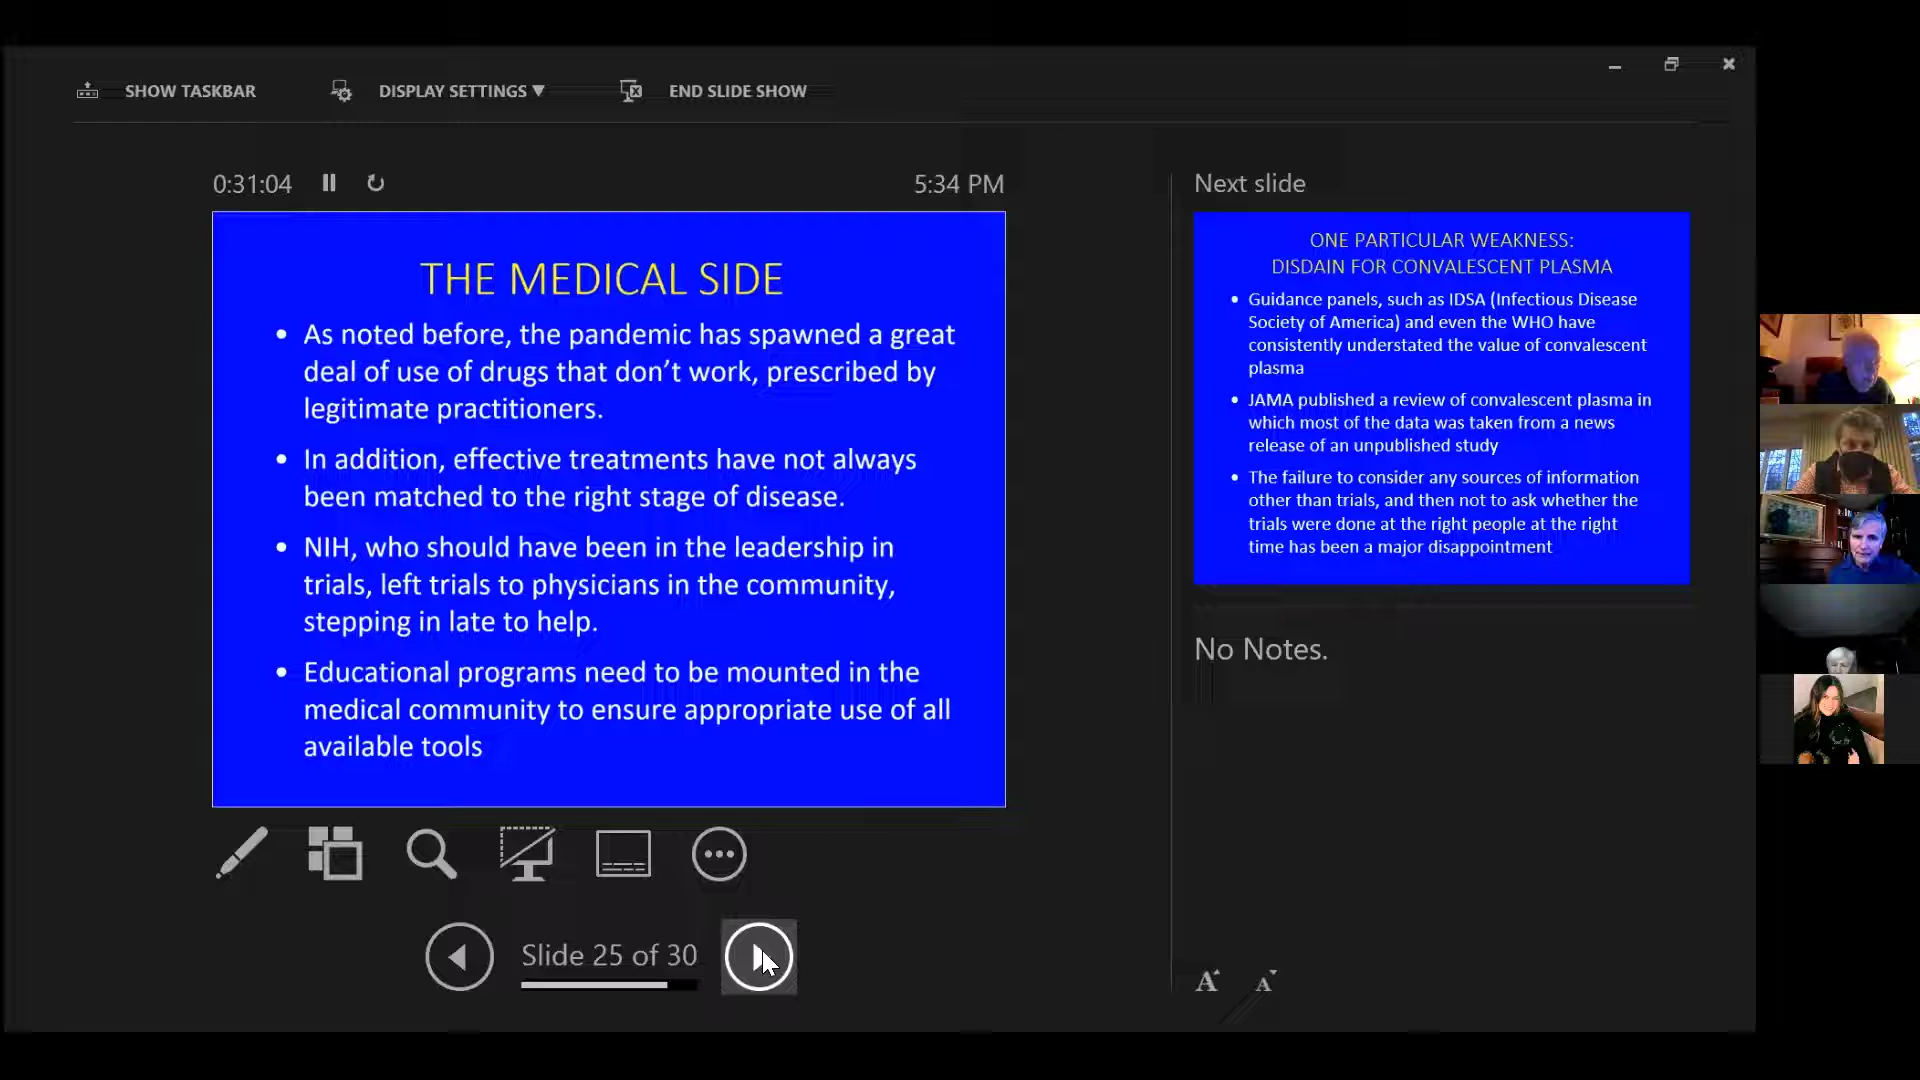 SHOW TASKBAR
DISPLAY SETTINGS ▼
END SLIDE SHOW
0:31:04
5:34 PM
THE MEDICAL SIDE
• As noted before, the pandemic has spawned a great
deal of use of drugs that don’t work, prescribed by
legitimate practitioners.
• In addition, effective treatments have not always
been matched to the right stage of disease.
• NIH, who should have been in the leadership in
trials, left trials to physicians in the community,
stepping in late to help.
• Educational programs need to be mounted in the
medical community to ensure appropriate use of all
available tools
Slide 25 of 30
Next slide
ONE PARTICULAR WEAKNESS:
DISDAIN FOR CONVALESCENT PLASMA
• Guidance panels, such as IDSA (Infectious Disease
Society of America) and even the WHO have
consistently understated the value of convalescent
plasma
• JAMA published a review of convalescent plasma in
which most of the data was taken from a news
release of an unpublished study
• The failure to consider any sources of information
other than trials, and then not to ask whether the
trials were done at the right people at the right
time has been a major disappointment
No Notes.
A A